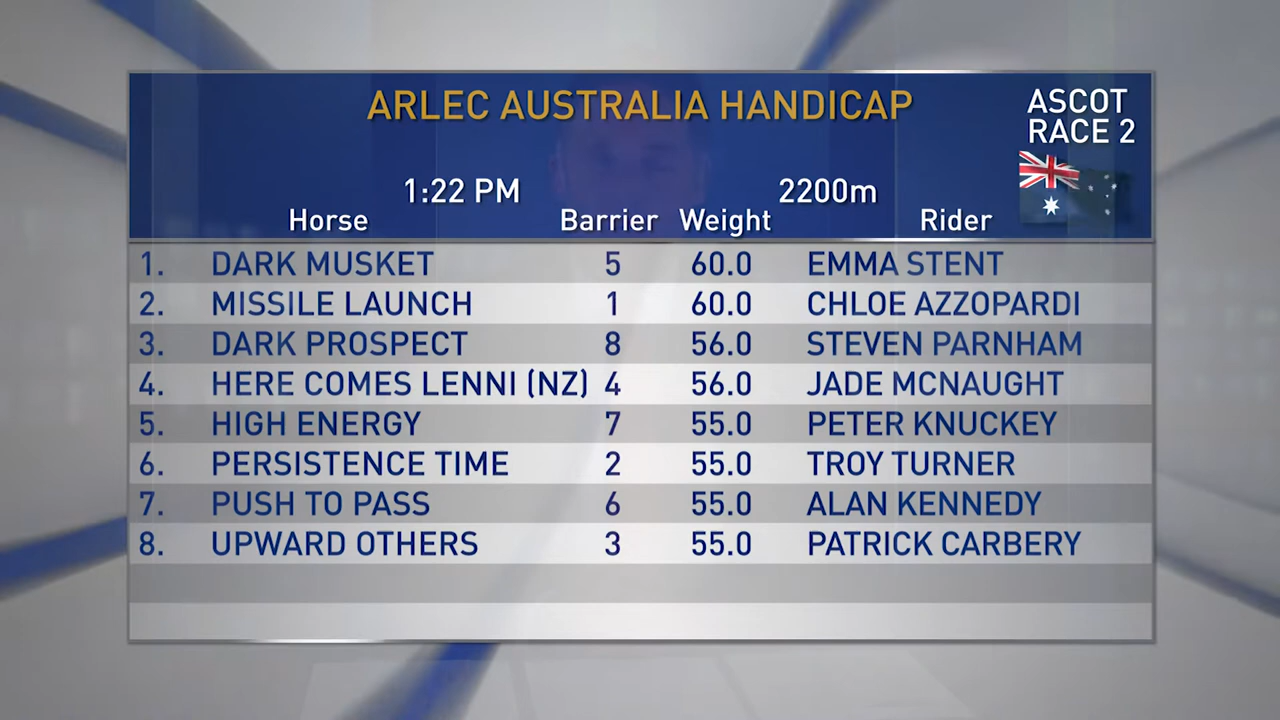 ARLEC AUSTRALIA HANDICAP
ASCOT
RACE 2
1:22 PM 2200m
Horse Barrier Weight Rider
1. DARK MUSKET 5 60.0 EMMA STENT
2. MISSILE LAUNCH 1 60.0 CHLOE AZZOPARDI
3. DARK PROSPECT 8 56.0 STEVEN PARNHAM
4. HERE COMES LENNI (NZ) 4 56.0 JADE MCNAUGHT
5. HIGH ENERGY 7 55.0 PETER KNUCKEY
6. PERSISTENCE TIME 2 55.0 TROY TURNER
7. PUSH TO PASS 6 55.0 ALAN KENNEDY
8. UPWARD OTHERS 3 55.0 PATRICK CARBERY